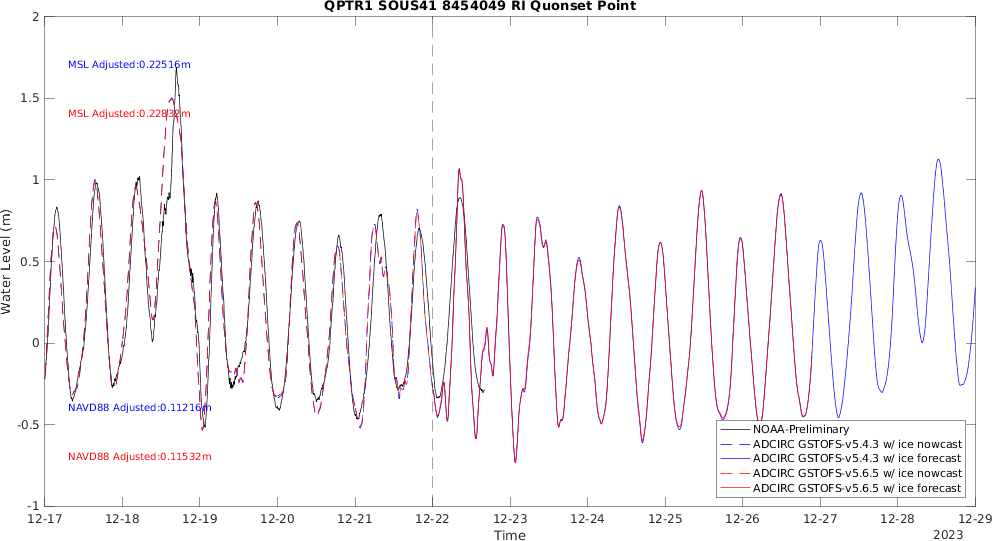 QPTR1 SOUS41 8454049 RI Quonset Point
2
1.5
1
0.5
0
-0.5
-1
Water Level (m)
MSL Adjusted:0.22516m
MSL Adjusted:0.22832m
NAVD88 Adjusted:0.11216m
NAVD88 Adjusted:0.11532m
NOAA-Preliminary
ADCIRC GSTOFS-v5.4.3 w/ ice nowcast
ADCIRC GSTOFS-v5.4.3 w/ ice forecast
ADCIRC GSTOFS-v5.6.5 w/ ice nowcast
ADCIRC GSTOFS-v5.6.5 w/ ice forecast
12-17 12-18 12-19 12-20 12-21 12-22 12-23 12-24 12-25 12-26 12-27 12-28 12-29
Time
2023